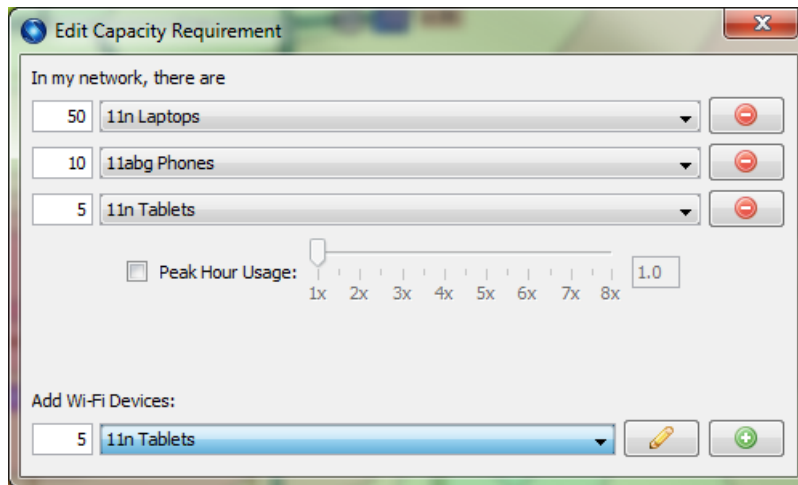 Edit Capacity Requirement
In my network, there are
50 11n Laptops
10 11abg Phones
5 11n Tablets
Peak Hour Usage: 1.0
1x 2x 3x 4x 5x 6x 7x 8x
Add Wi-Fi Devices:
5 11n Tablets